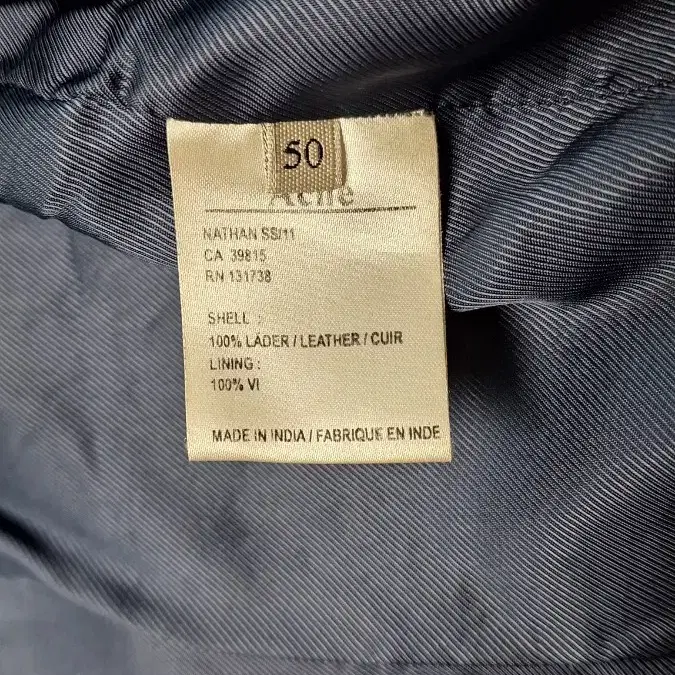 50
Acne
NATHAN SS/11
CA 39815
RN 131738
SHELL :
100% LÄDER / LEATHER / CUIR
LINING :
100% VI
MADE IN INDIA / FABRIQUE EN INDE